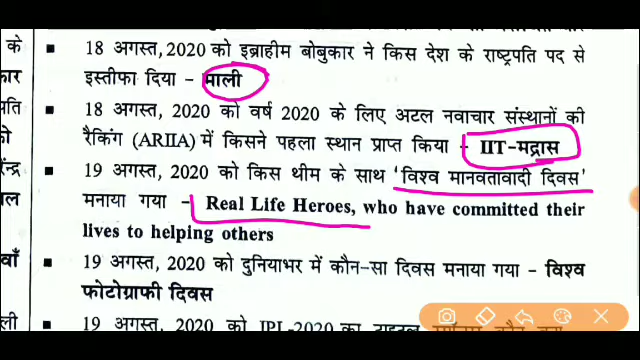 के
18 अगस्त, 2020 को इब्राहीम बोबुकार ने किस देश के राष्ट्रपति पद से
कार
इस्तीफा दिया - माली
पति
18 अगस्त, 2020 को वर्ष 2020 के लिए अटल नवाचार संस्थानों की
को
रैकिंग (ARIIA) में किसने पहला स्थान प्राप्त किया - IIT-मद्रास
रेन्द्र
19 अगस्त, 2020 को किस थीम के साथ 'विश्व मानवतावादी दिवस'
ाल
मनाया गया - Real Life Heroes, who have committed their
lives to helping others
वाँ
19 अगस्त, 2020 को दुनियाभर में कौन-सा दिवस मनाया गया - विश्व
फोटोग्राफी दिवस
ली
19 अगस्त, 2020 को IPL-2020 का टाइटल